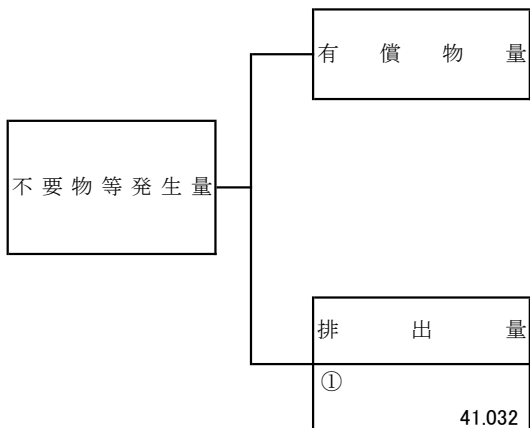 有償物量
不要物等発生量
排出量
①
41.032